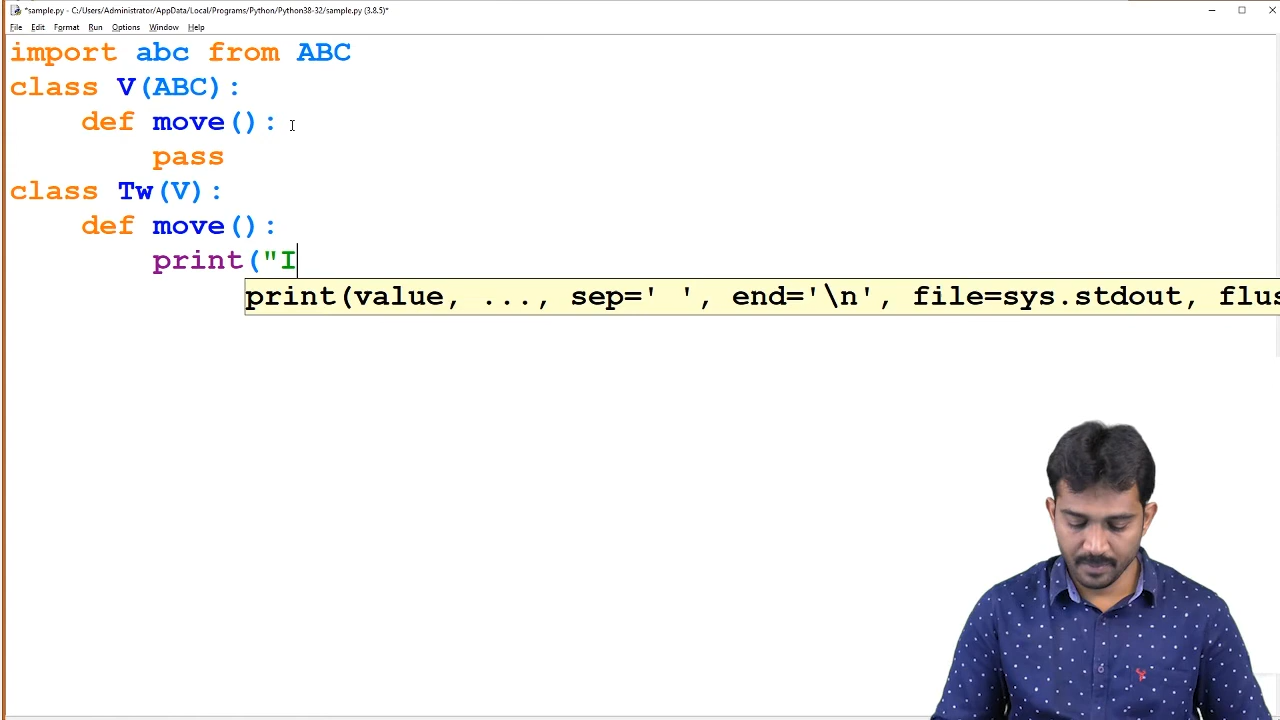 *sample.py - C:/Users/Administrator/AppData/Local/Programs/Python/Python38-32/sample.py (3.8.5)*
File Edit Format Run Options Window Help
import abc from ABC
class V(ABC):
    def move():
        pass
class Tw(V):
    def move():
        print("I
print(value, ..., sep=' ', end='\n', file=sys.stdout, flus